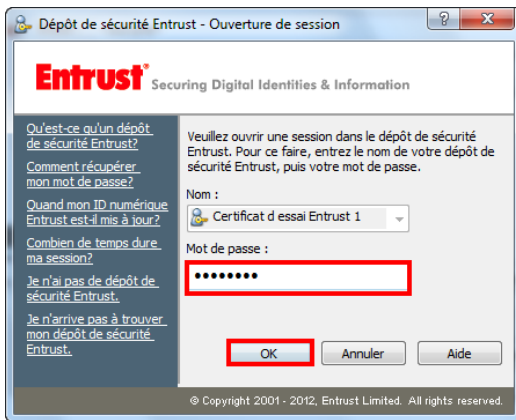 Dépôt de sécurité Entrust - Ouverture de session
Entrust® Securing Digital Identities & Information
Qu'est-ce qu'un dépôt
de sécurité Entrust?
Comment récupérer
mon mot de passe?
Quand mon ID numérique
Entrust est-il mis à jour?
Combien de temps dure
ma session?
Je n'ai pas de dépôt de
sécurité Entrust.
Je n'arrive pas à trouver
mon dépôt de sécurité
Entrust.
Veuillez ouvrir une session dans le dépôt de sécurité
Entrust. Pour ce faire, entrez le nom de votre dépôt de
sécurité Entrust, puis votre mot de passe.
Nom :
Certificat d essai Entrust 1
Mot de passe :
••••••••
OK Annuler Aide
© Copyright 2001 - 2012, Entrust Limited. All rights reserved.